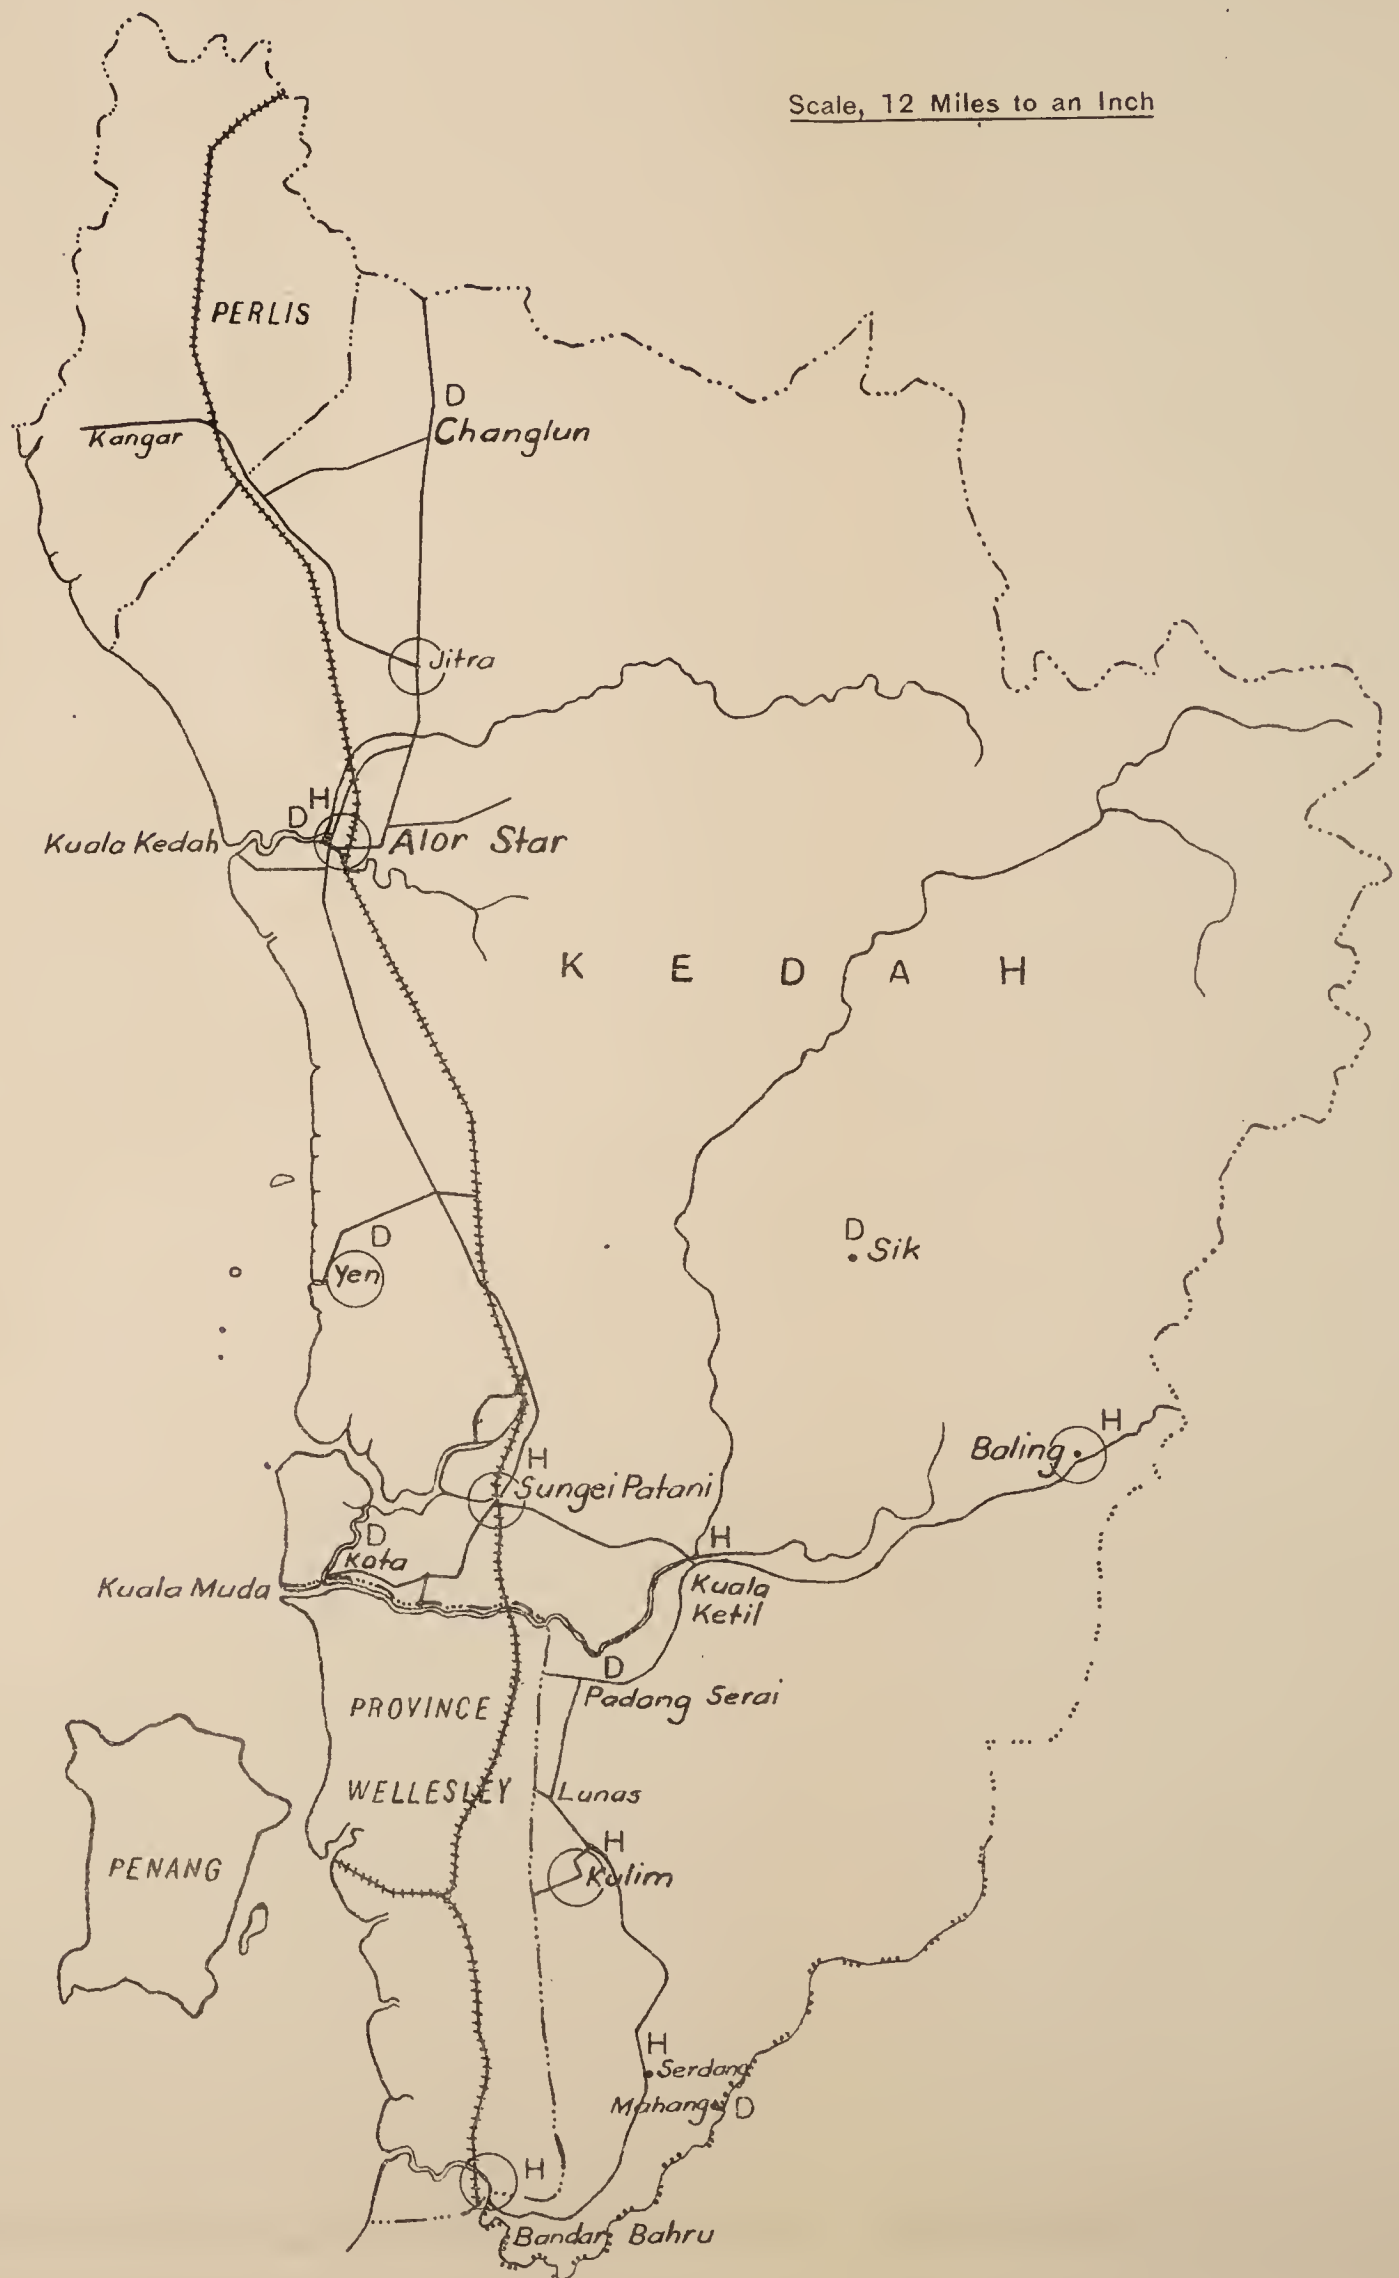 Scale, 12 Miles to an Inch
PERLIS
D
Changlun
Kangar
Jitra
H
D
Kuala Kedah
Alor Star
K E D A H
D
Sik
D
Yen
H
Baling
H
Sungei Patani
D
Kota
H
Kuala Muda
Kuala
Ketil
D
Padang Serai
PROVINCE
WELLESLEY
Lunas
H
Kulim
PENANG
H
Serdang
Mahang D
H
Bandar Bahru